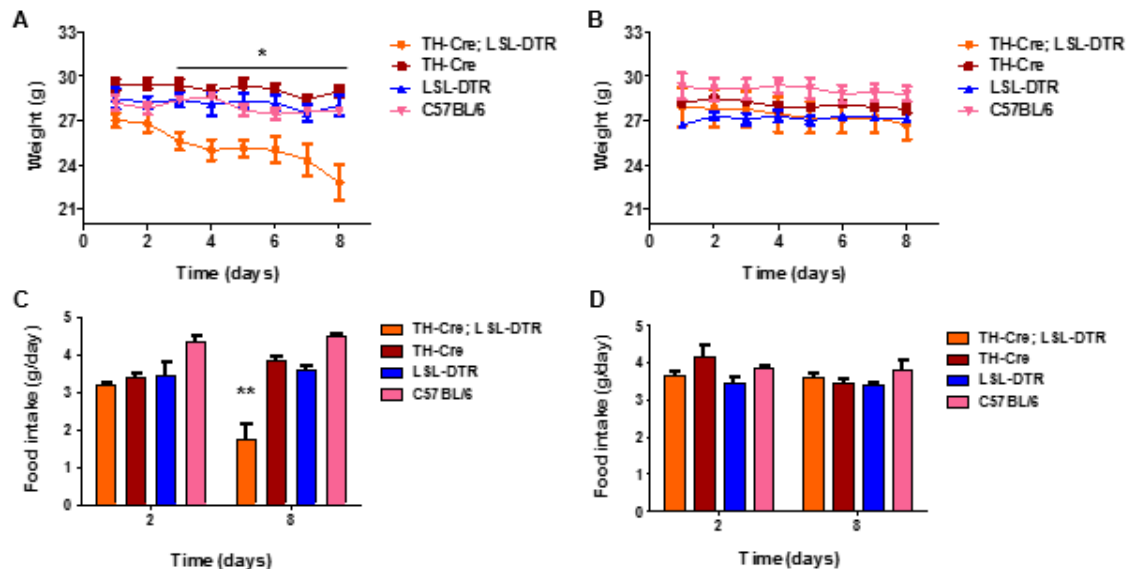 A
Weight (g)
33
30
27
24
21
0
2
4
6
8
*
Time (days)
TH-Cre; LSL-DTR
TH-Cre
LSL-DTR
C57BL/6
B
Weight (g)
33
30
27
24
21
0
2
4
6
8
Time (days)
TH-Cre; LSL-DTR
TH-Cre
LSL-DTR
C57BL/6
C
Food intake (g/day)
5
4
3
2
1
0
**
2
8
Time (days)
TH-Cre; LSL-DTR
TH-Cre
LSL-DTR
C57BL/6
D
Food intake (g/day)
5
4
3
2
1
0
2
8
Time (days)
TH-Cre; LSL-DTR
TH-Cre
LSL-DTR
C57BL/6